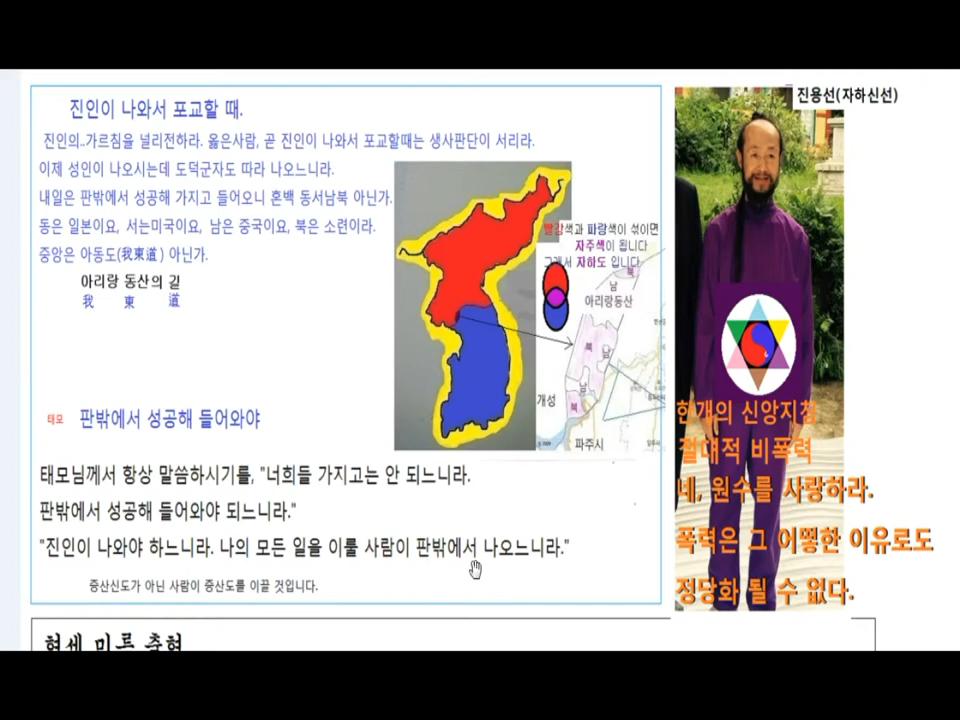 진인이 나와서 포교할 때.
진인의..가르침을 널리전하라. 옳은사람, 곧 진인이 나와서 포교할때는 생사판단이 서리라.
이제 성인이 나오시는데 도덕군자도 따라 나오느니라.
내일은 판밖에서 성공해 가지고 들어오니 혼백 동서남북 아닌가.
동은 일본이요, 서는미국이요, 남은 중국이요, 북은 소련이라.
중앙은 아동도(我東道) 아닌가.
아리랑 동산의 길
我 東 道
빨강색과 파랑색이 섞이면
자주색이 됩니다
그래서 자하도 입니다
북
남
아리랑동산
북 남
남
북
개성
파주시
태모 판밖에서 성공해 들어와야
태모님께서 항상 말씀하시기를, "너희들 가지고는 안 되느니라.
판밖에서 성공해 들어와야 되느니라."
"진인이 나와야 하느니라. 나의 모든 일을 이룰 사람이 판밖에서 나오느니라."
증산신도가 아닌 사람이 증산도를 이끌 것입니다.
진용선(자하신선)
한개의 신앙지침
절대적 비폭력
네, 원수를 사랑하라.
폭력은 그 어떻한 이유로도
정당화 될 수 없다.
현세 미륵 출현